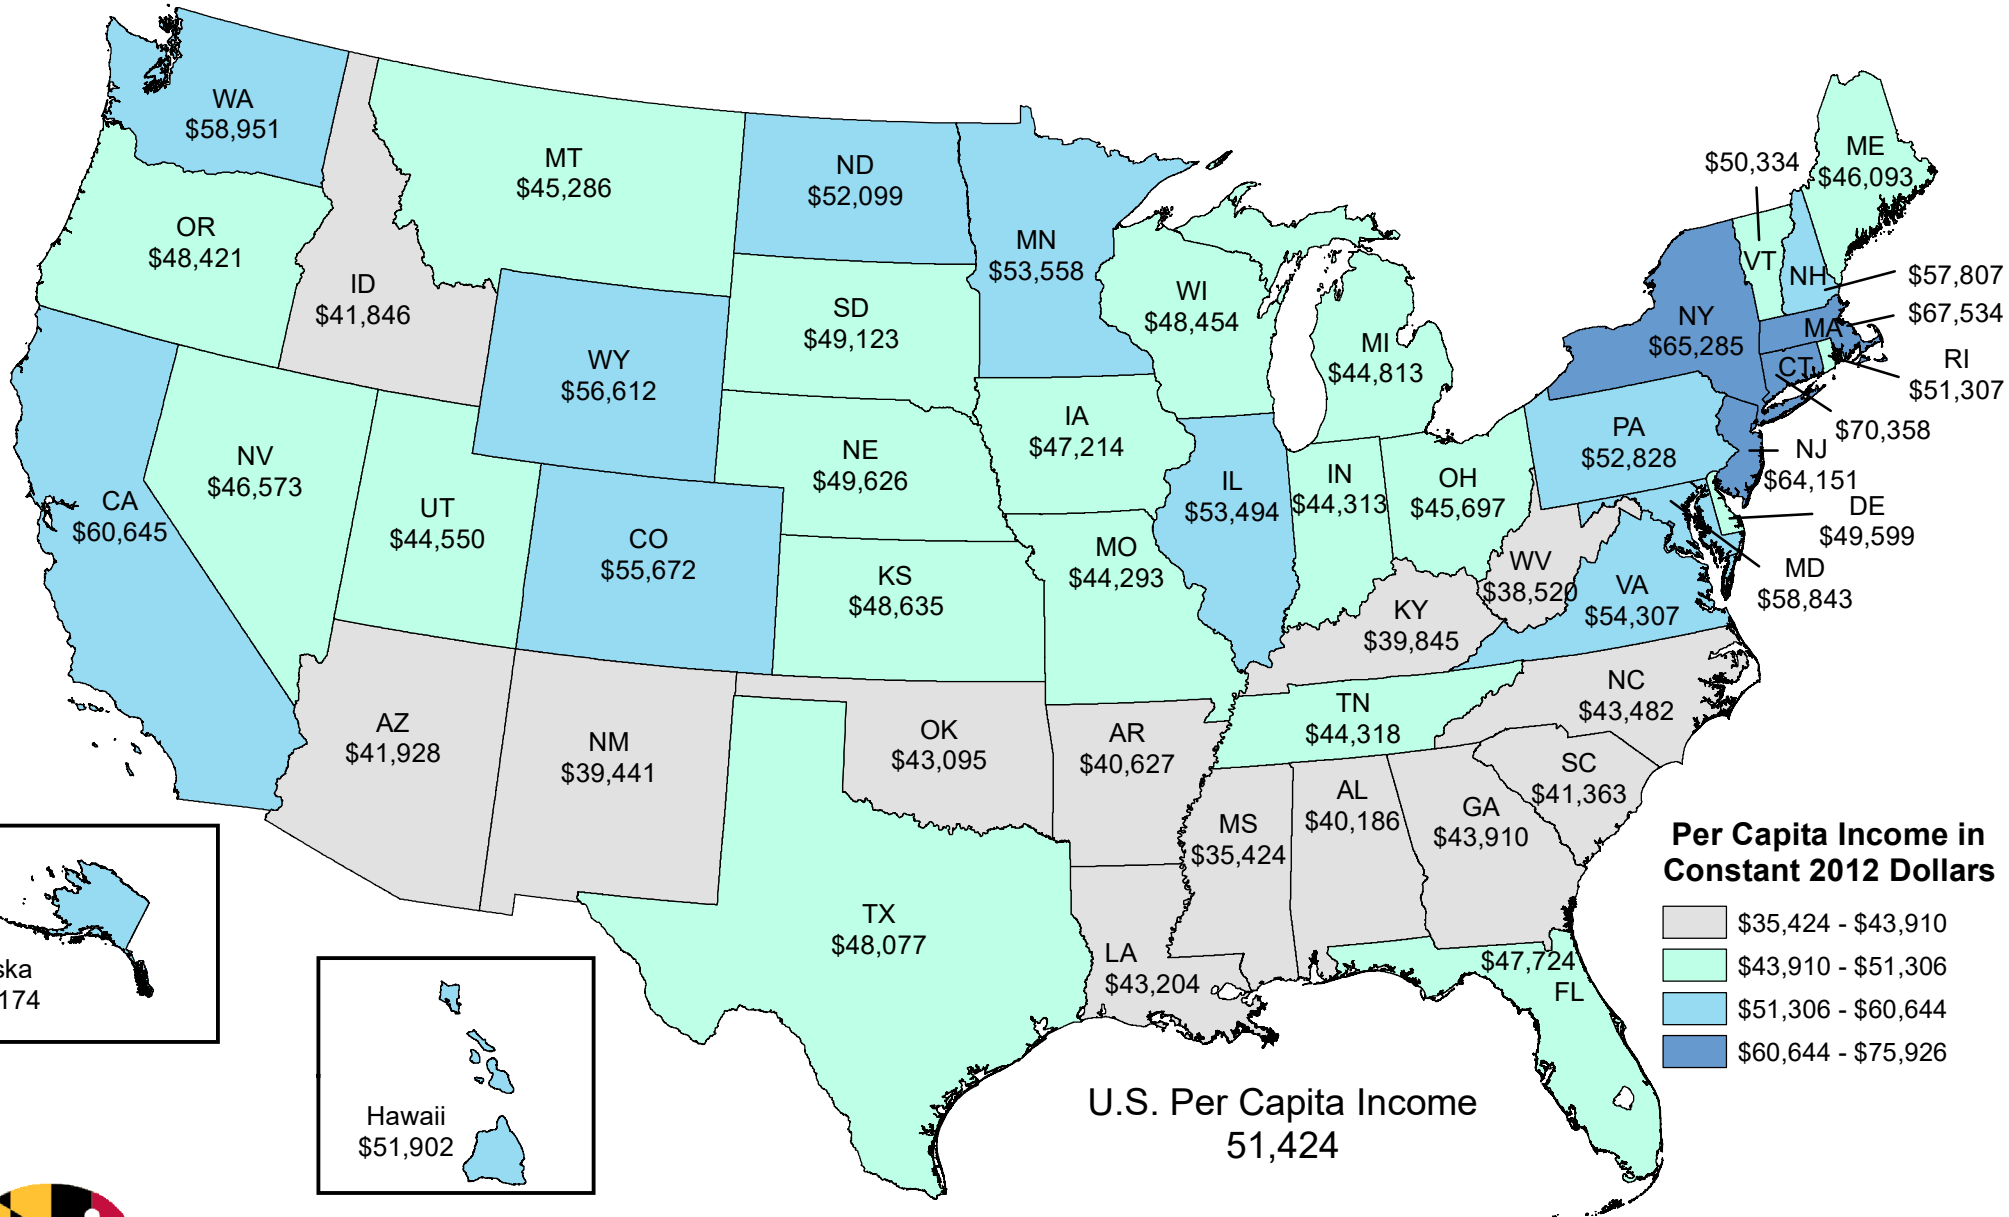 WA
$58,951
MT
$45,286
ND
$52,099
MN
$53,558
OR
$48,421
ID
$41,846
WY
$56,612
SD
$49,123
WI
$48,454
MI
$44,813
$50,334
VT
ME
$46,093
NH
$57,807
NY
$65,285
MA
$67,534
CT
$70,358
RI
$51,307
CA
$60,645
NV
$46,573
UT
$44,550
CO
$55,672
NE
$49,626
IA
$47,214
IL
$53,494
IN
$44,313
OH
$45,697
PA
$52,828
NJ
$64,151
DE
$49,599
MD
$58,843
KS
$48,635
MO
$44,293
KY
$39,845
WV
$38,520
VA
$54,307
AZ
$41,928
NM
$39,441
OK
$43,095
AR
$40,627
TN
$44,318
NC
$43,482
SC
$41,363
MS
$35,424
AL
$40,186
GA
$43,910
TX
$48,077
LA
$43,204
$47,724
FL
ska
174
Hawaii
$51,902
Per Capita Income in
Constant 2012 Dollars
$35,424 - $43,910
$43,910 - $51,306
$51,306 - $60,644
$60,644 - $75,926
U.S. Per Capita Income
51,424